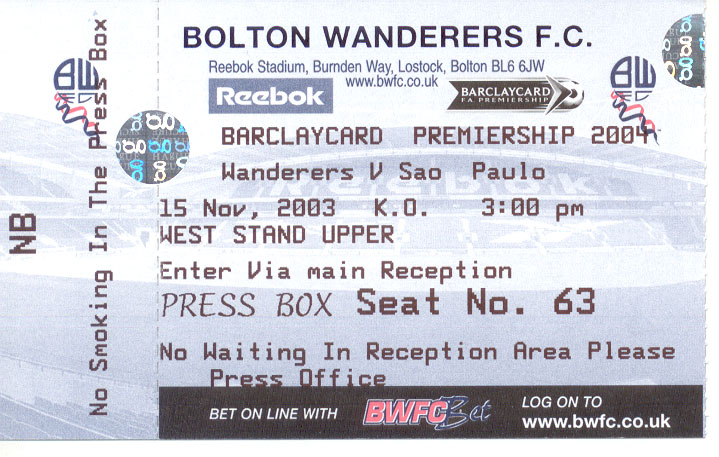 BOLTON WANDERERS F.C.
Reebok Stadium, Burnden Way, Lostock, Bolton BL6 6JW
www.bwfc.co.uk
Reebok
BARCLAYCARD
FA PREMIERSHIP
BARCLAYCARD PREMIERSHIP 2004
Wanderers V Sao Paulo
15 Nov, 2003 K.O. 3:00 pm
WEST STAND UPPER
Enter Via main Reception
PRESS BOX Seat No. 63
No Waiting In Reception Area Please
Press Office
BET ON LINE WITH BWFC Bet LOG ON TO
www.bwfc.co.uk
NB
No Smoking In The Press Box